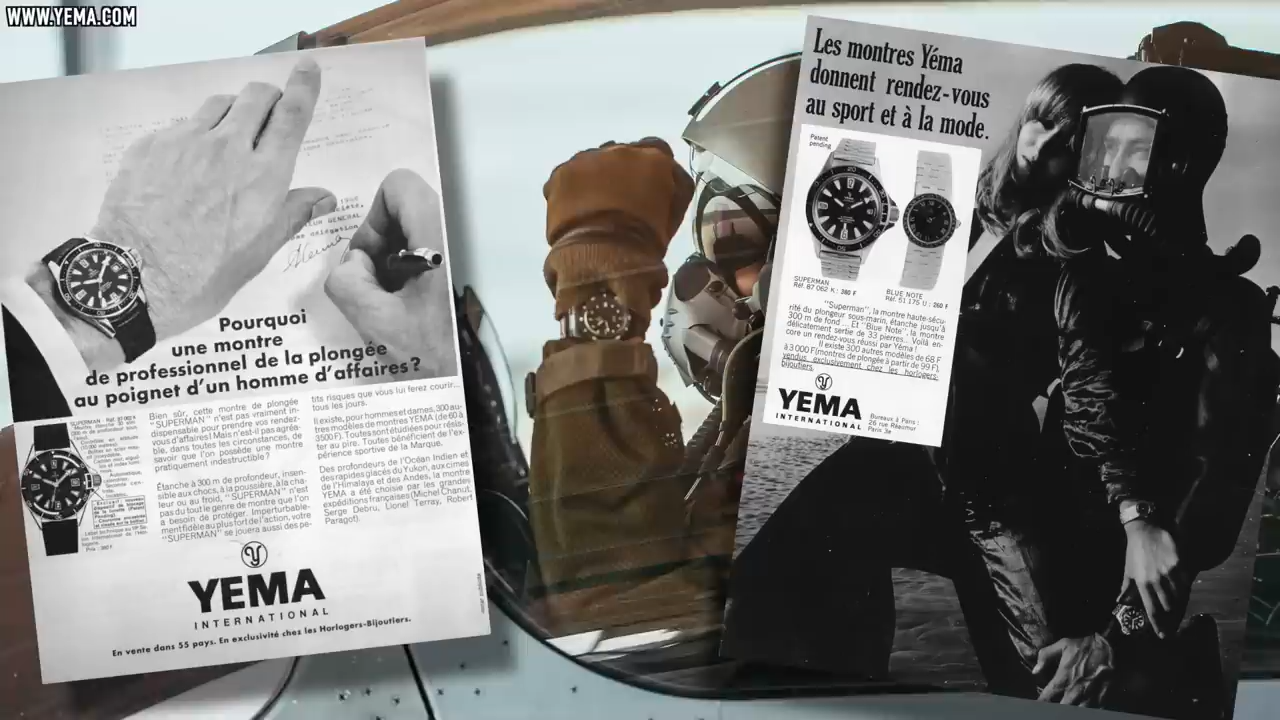 WWW.YEMA.COM
Pourquoi
une montre
de professionnel de la plongée
au poignet d'un homme d'affaires ?
Bien sûr, cette montre de plongée
"SUPERMAN" n'est pas vraiment in-
dispensable pour prendre vos rendez-
vous d'affaires! Mais n'est-il pas agréa-
ble, dans toutes les circonstances, de
savoir que l'on possède une montre
pratiquement indestructible ?
Étanche à 300 m de profondeur, insen-
sible aux chocs, à la poussière, à la cha-
leur ou au froid, "SUPERMAN" n'est
pas du tout le genre de montre que l'on
a besoin de protéger. Imperturbable-
ment fidèle au plus fort de l'action, votre
"SUPERMAN" se jouera aussi des pe-
tits risques que vous lui ferez courir...
tous les jours.
Il existe, pour hommes et dames, 300 au-
tres modèles de montres YEMA (de 60 à
3500 F). Toutes sont étudiées pour résis-
ter au pire. Toutes bénéficient de l'ex-
périence sportive de la Marque.
Des profondeurs de l'Océan Indien et
des rapides glacés du Yukon, aux cimes
de l'Himalaya et des Andes, la montre
YEMA a été choisie par les grandes
expéditions françaises (Michel Chanut,
Serge Debru, Lionel Terray, Robert
Paragot).
YEMA
INTERNATIONAL
En vente dans 55 pays. En exclusivité chez les Horlogers-Bijoutiers.
Les montres Yéma
donnent rendez-vous
au sport et à la mode.
Patent
pending
SUPERMAN
Réf. 87 062 K : 380 F
BLUE NOTE
Réf. 51 175 U : 260 F
"Superman", la montre haute-sécu-
rité du plongeur sous-marin, étanche jusqu'à
300 m de fond... Et "Blue Note", la montre
délicatement sertie de 33 pierres... Voilà en-
core un rendez-vous réussi par Yéma !
Il existe 300 autres modèles de 68 F
à 3 000 F (montres de plongée à partir de 99 F),
vendus exclusivement chez les horlogers-
bijoutiers.
YEMA
INTERNATIONAL
Bureaux à Paris :
26 rue Réaumur
Paris 3e